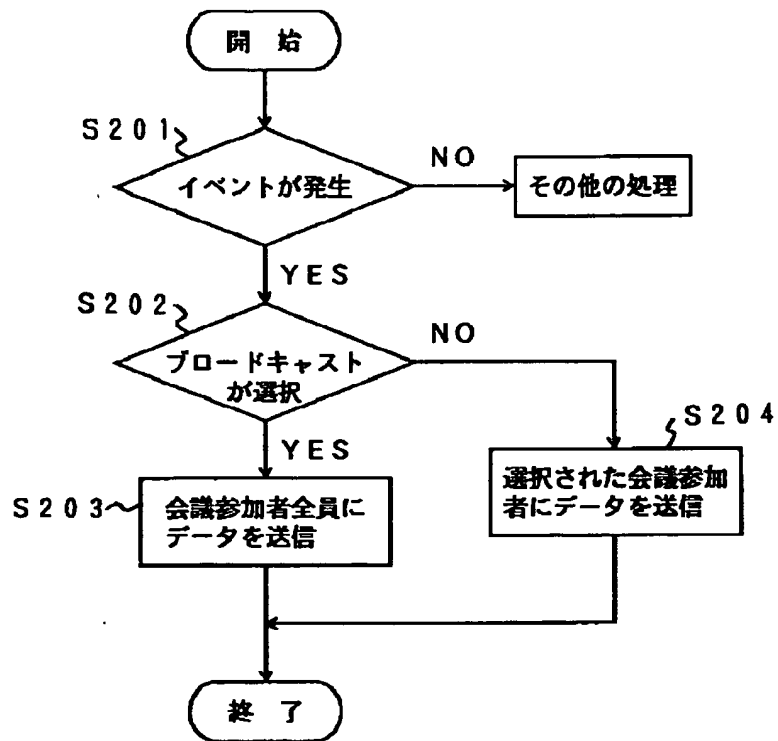 開 始
S201
イベントが発生
NO
その他の処理
YES
S202
ブロードキャスト
が選択
NO
YES
S204
S203
会議参加者全員に
データを送信
選択された会議参加
者にデータを送信
終 了